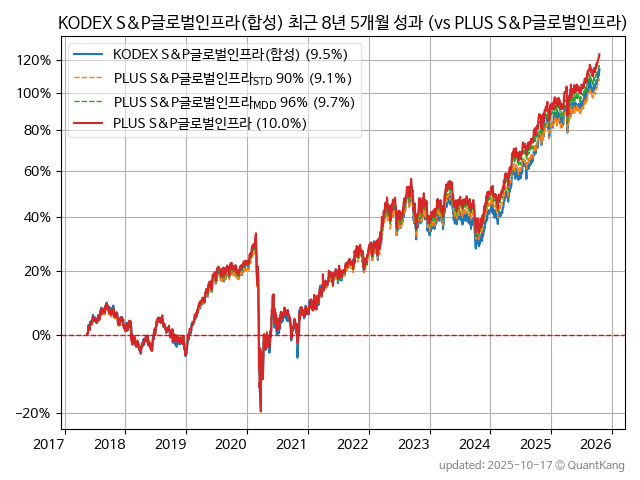 KODEX S&P글로벌인프라(합성) 최근 8년 5개월 성과 (vs PLUS S&P글로벌인프라)
KODEX S&P글로벌인프라(합성) (9.5%)
PLUS S&P글로벌인프라STD 90% (9.1%)
PLUS S&P글로벌인프라MDD 96% (9.7%)
PLUS S&P글로벌인프라 (10.0%)
120%
100%
80%
60%
40%
20%
0%
−20%
2017 2018 2019 2020 2021 2022 2023 2024 2025 2026
updated: 2025-10-17 © QuantKang